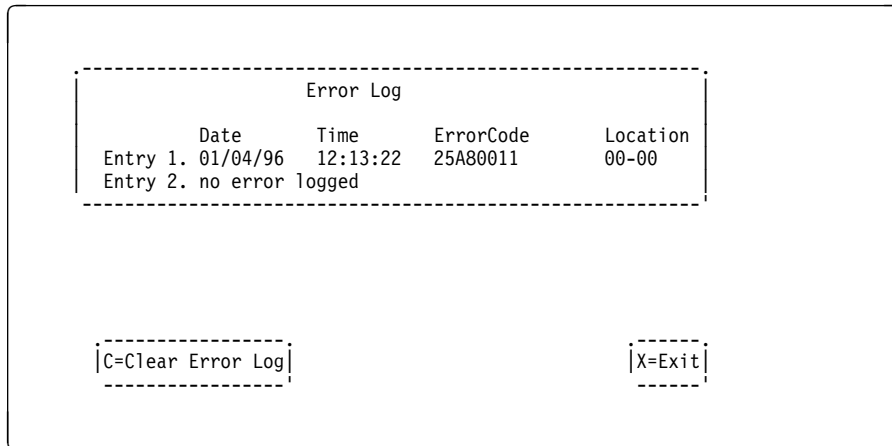 Error Log
Date Time ErrorCode Location
Entry 1. 01/04/96 12:13:22 25A80011 00-00
Entry 2. no error logged
C=Clear Error Log X=Exit